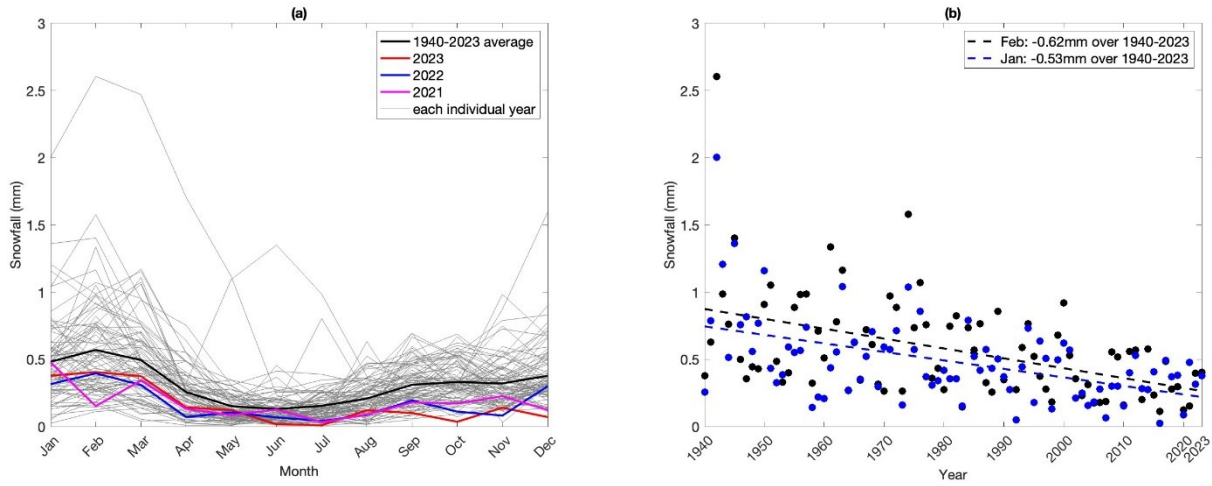 (a)
3
2.5
2
1.5
1
0.5
0
Snowfall (mm)
Jan
Feb
Mar
Apr
May
Jun
Jul
Aug
Sep
Oct
Nov
Dec
Month
1940-2023 average
2023
2022
2021
each individual year
(b)
3
2.5
2
1.5
1
0.5
0
Snowfall (mm)
1940
1950
1960
1970
1980
1990
2000
2010
2020
2023
Year
Feb: -0.62mm over 1940-2023
Jan: -0.53mm over 1940-2023